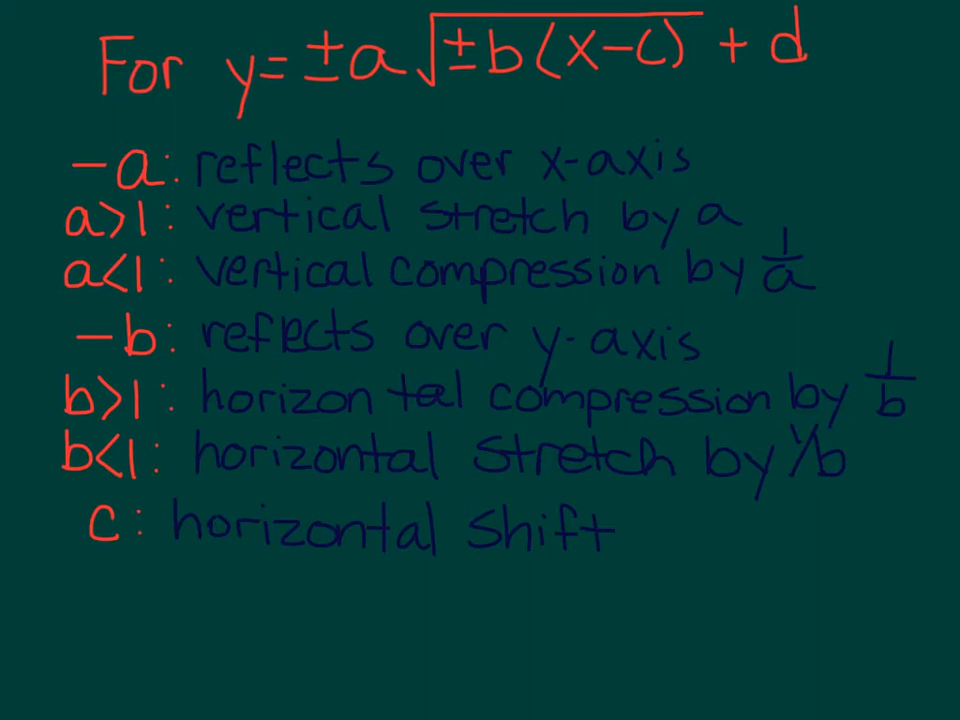 For y = ±a√±b(x-c) + d
-a: reflects over x-axis
a>1: vertical stretch by a
a<1: vertical compression by 1/a
-b: reflects over y-axis
b>1: horizontal compression by 1/b
b<1: horizontal stretch by 1/b
c: horizontal shift